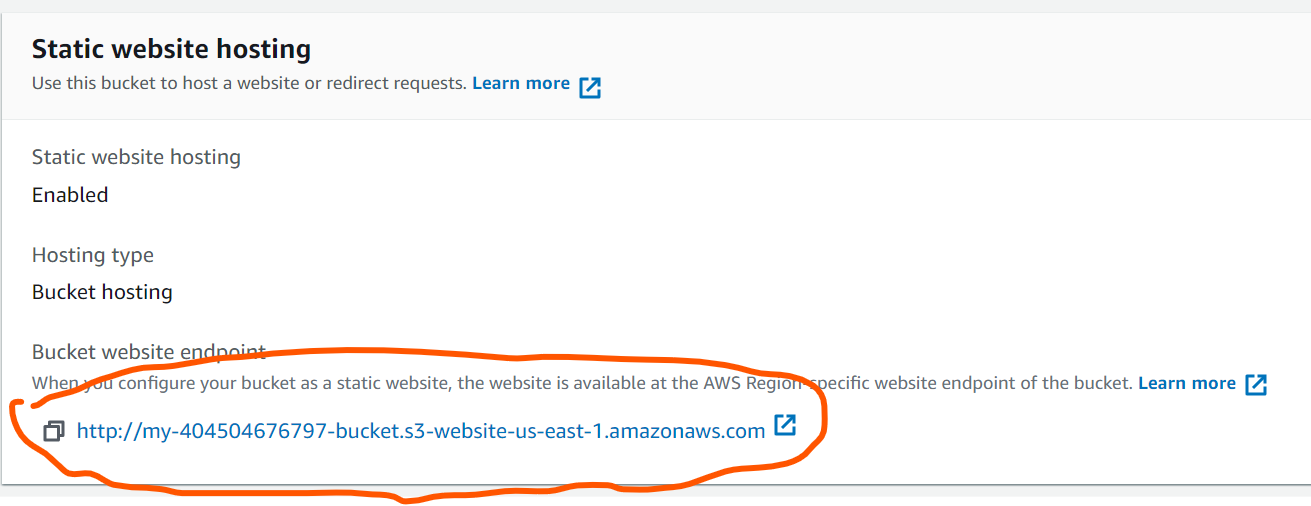 Static website hosting
Use this bucket to host a website or redirect requests. Learn more
Static website hosting
Enabled
Hosting type
Bucket hosting
Bucket website endpoint
When you configure your bucket as a static website, the website is available at the AWS Region-specific website endpoint of the bucket. Learn more
http://my-404504676797-bucket.s3-website-us-east-1.amazonaws.com